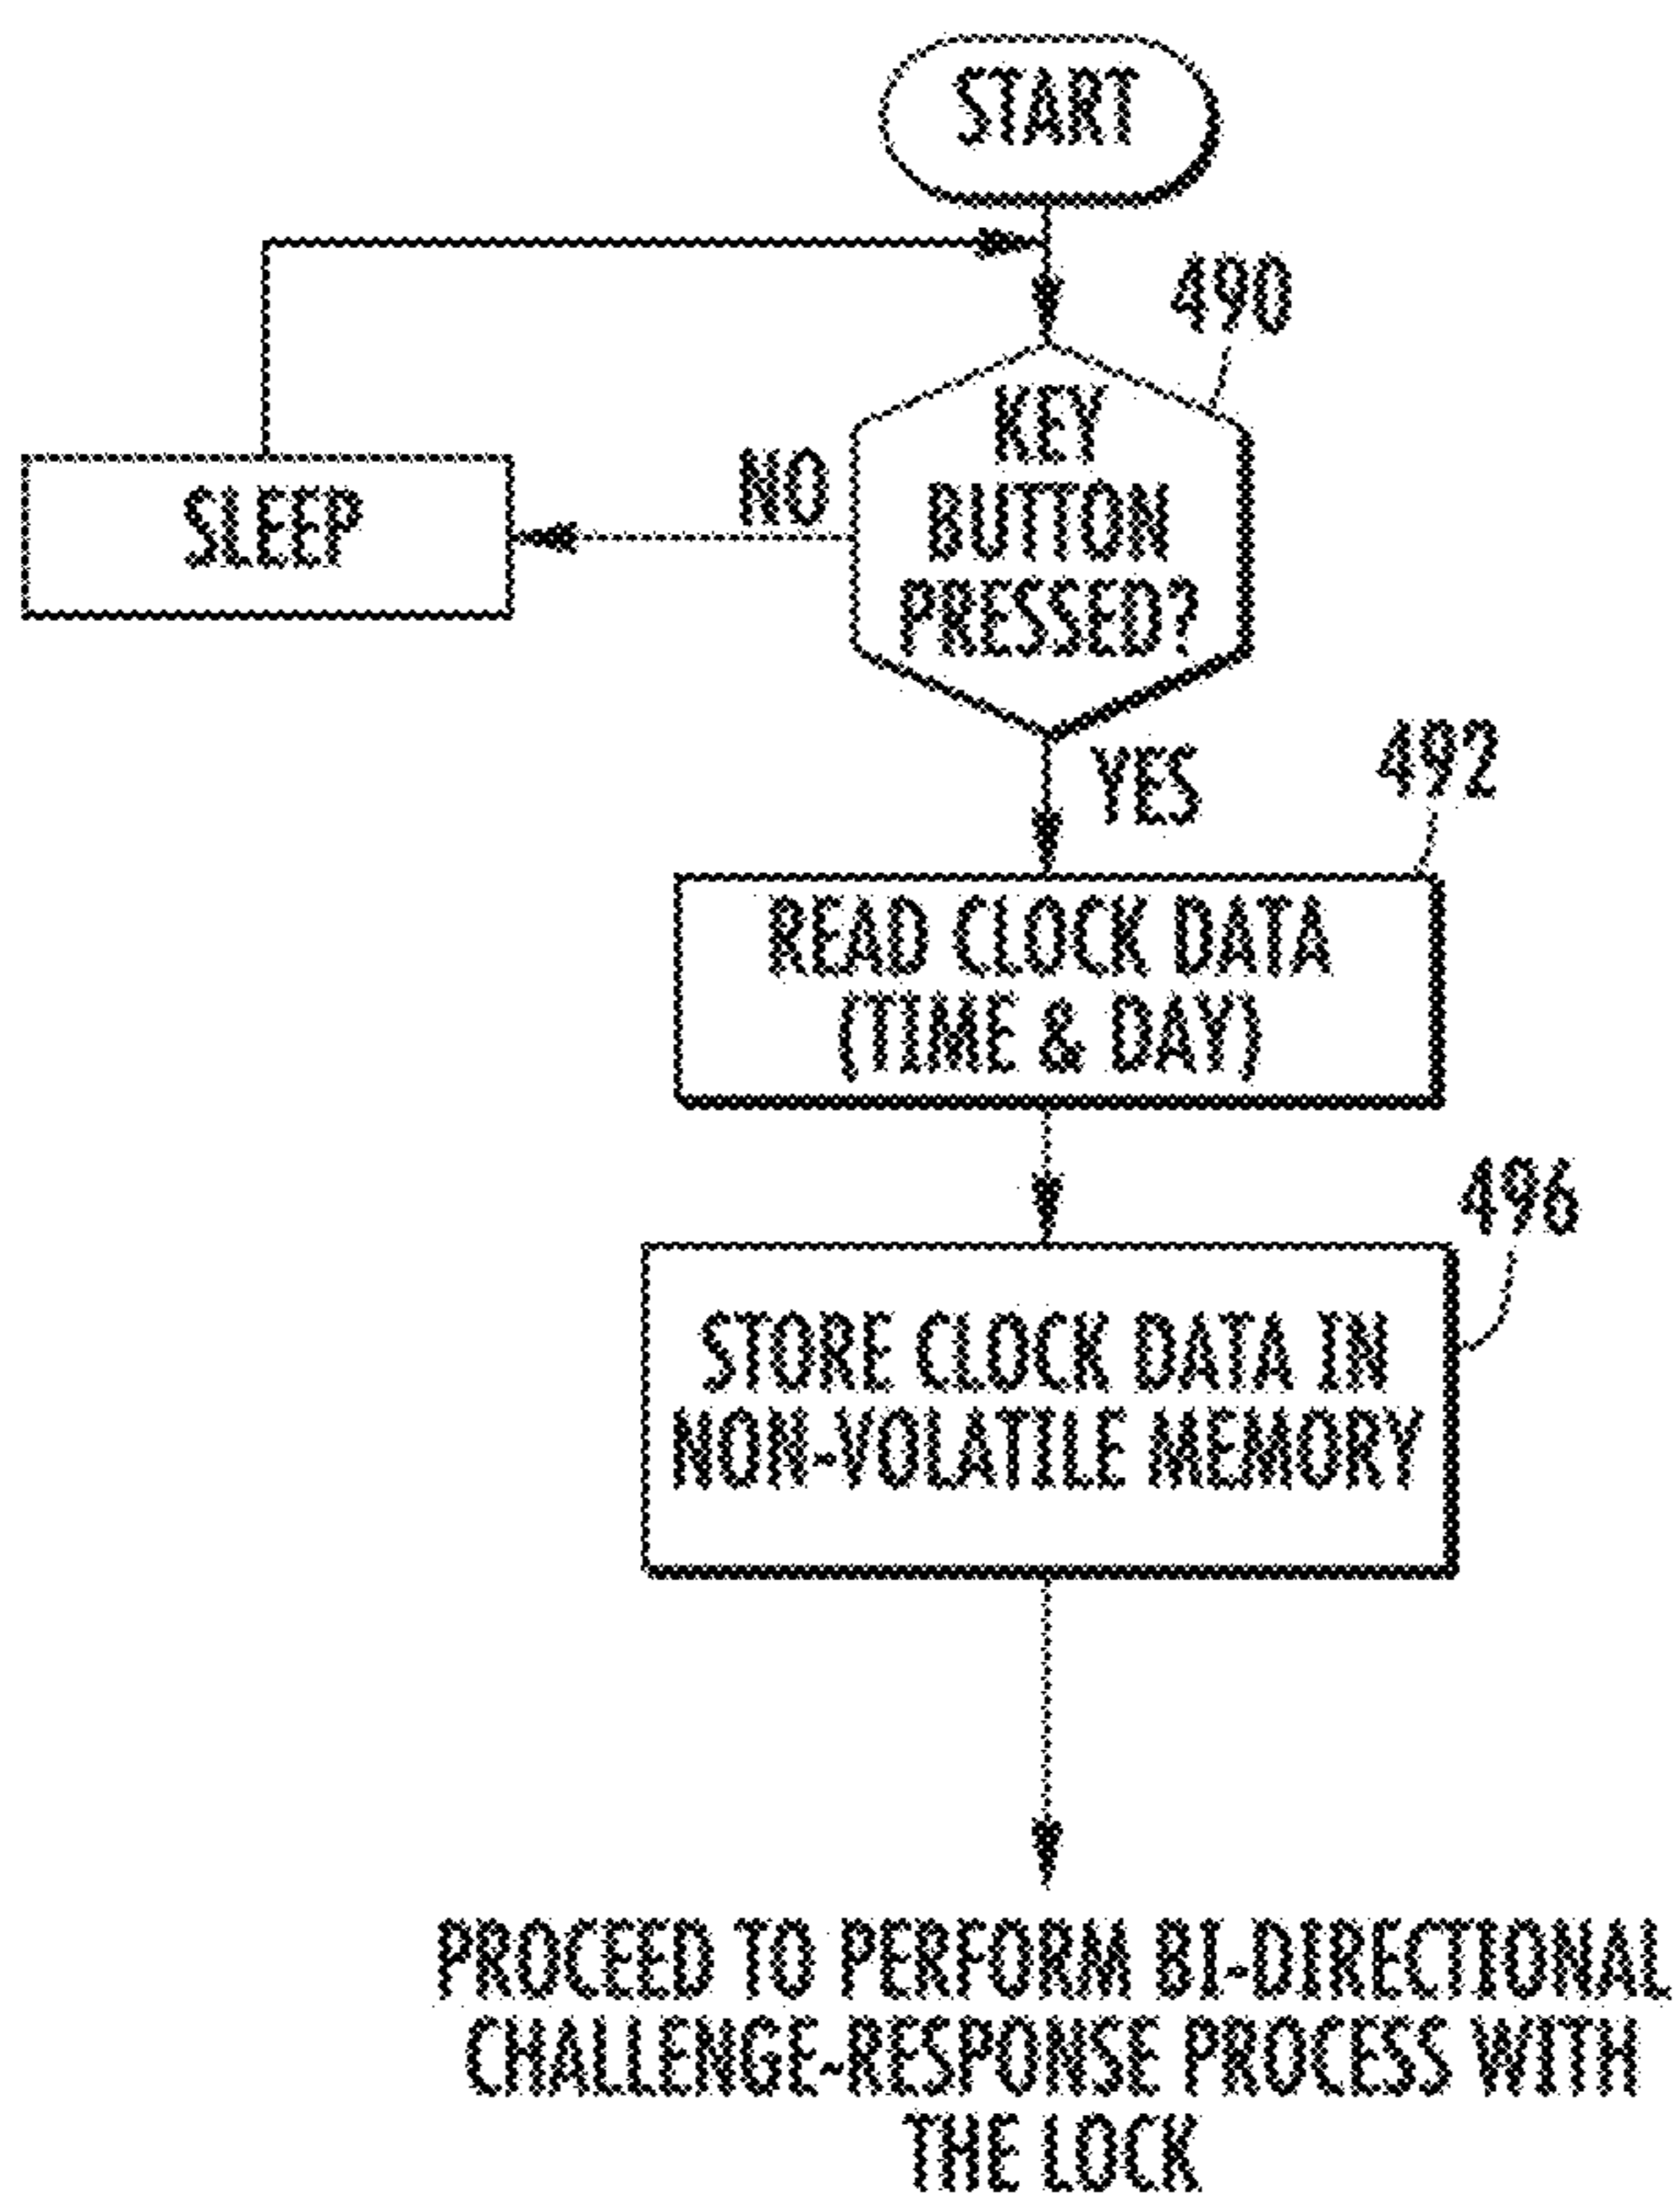 START
490
KEY
BUTTON
PRESSED?
NO
SLEEP
YES
492
READ CLOCK DATA
(TIME & DAY)
496
STORE CLOCK DATA IN
NON-VOLATILE MEMORY
PROCEED TO PERFORM BI-DIRECTIONAL
CHALLENGE-RESPONSE PROCESS WITH
THE LOCK